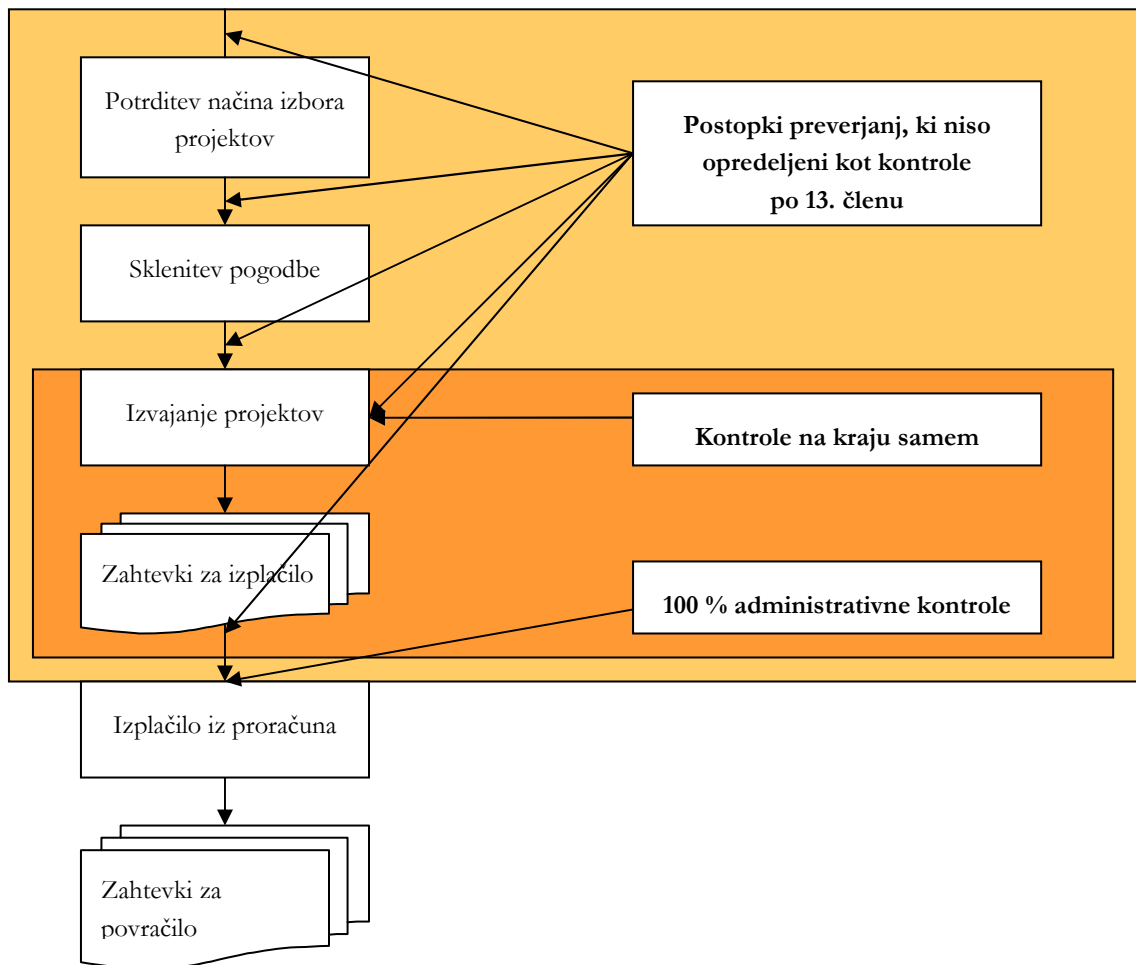 Potrditev načina izbora
projektov
Postopki preverjanj, ki niso
opredeljeni kot kontrole
po 13. členu
Sklenitev pogodbe
Izvajanje projektov
Kontrole na kraju samem
Zahtevki za izplačilo
100 % administrativne kontrole
Izplačilo iz proračuna
Zahtevki za
povračilo